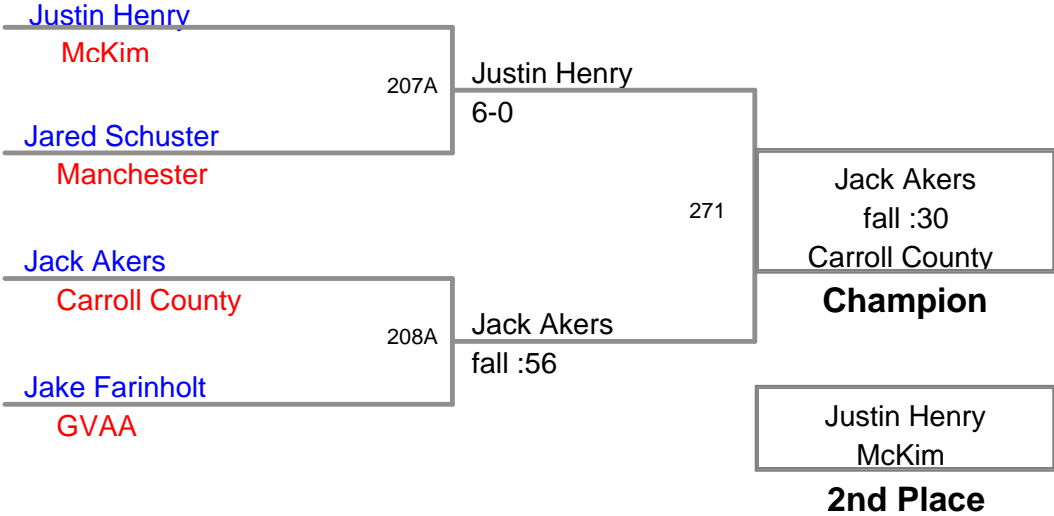 Justin Henry
McKim
207A
Justin Henry
6-0
Jared Schuster
Manchester
271
Jack Akers
fall :30
Carroll County
Champion
Jack Akers
Carroll County
208A
Jack Akers
fall :56
Jake Farinholt
GVAA
Justin Henry
McKim
2nd Place